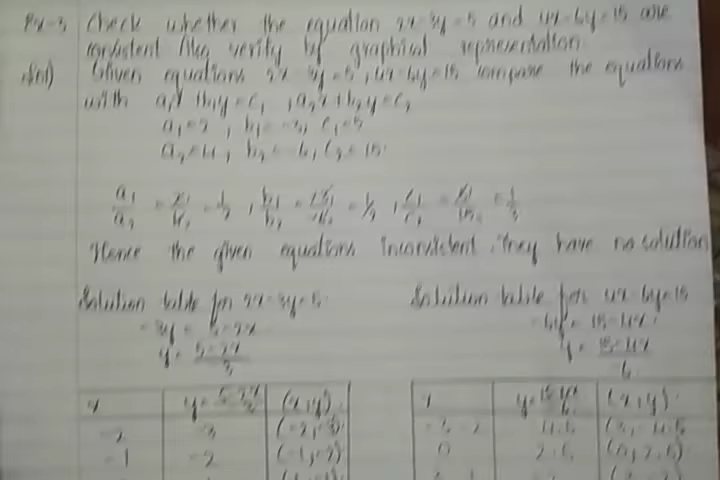 Ex-3 Check whether the equation 2x-3y=5 and 4x-6y=15 are
consistent. Also verify by graphical representation.
Sol) Given equations 2x-3y=5, 4x-6y=15 compare the equations
with a₁x+b₁y=c₁, a₂x+b₂y=c₂
a₁=2, b₁=-3, c₁=5
a₂=4, b₂=-6, c₂=15
a₁/a₂ = 2/4 = 1/2, b₁/b₂ = -3/-6 = 1/2, c₁/c₂ = 5/15 = 1/3
Hence the given equations inconsistent. They have no solution
Solution table for 2x-3y=5 Solution table for 4x-6y=15
-3y = 5-2x -6y = 15-4x
y = 5-2x/3 y = 15-4x/6
x y=5-2x/3 (x,y) x y=15-4x/6 (x,y)
-2 -3
-1 -2 (-1,-2) 0 2.5